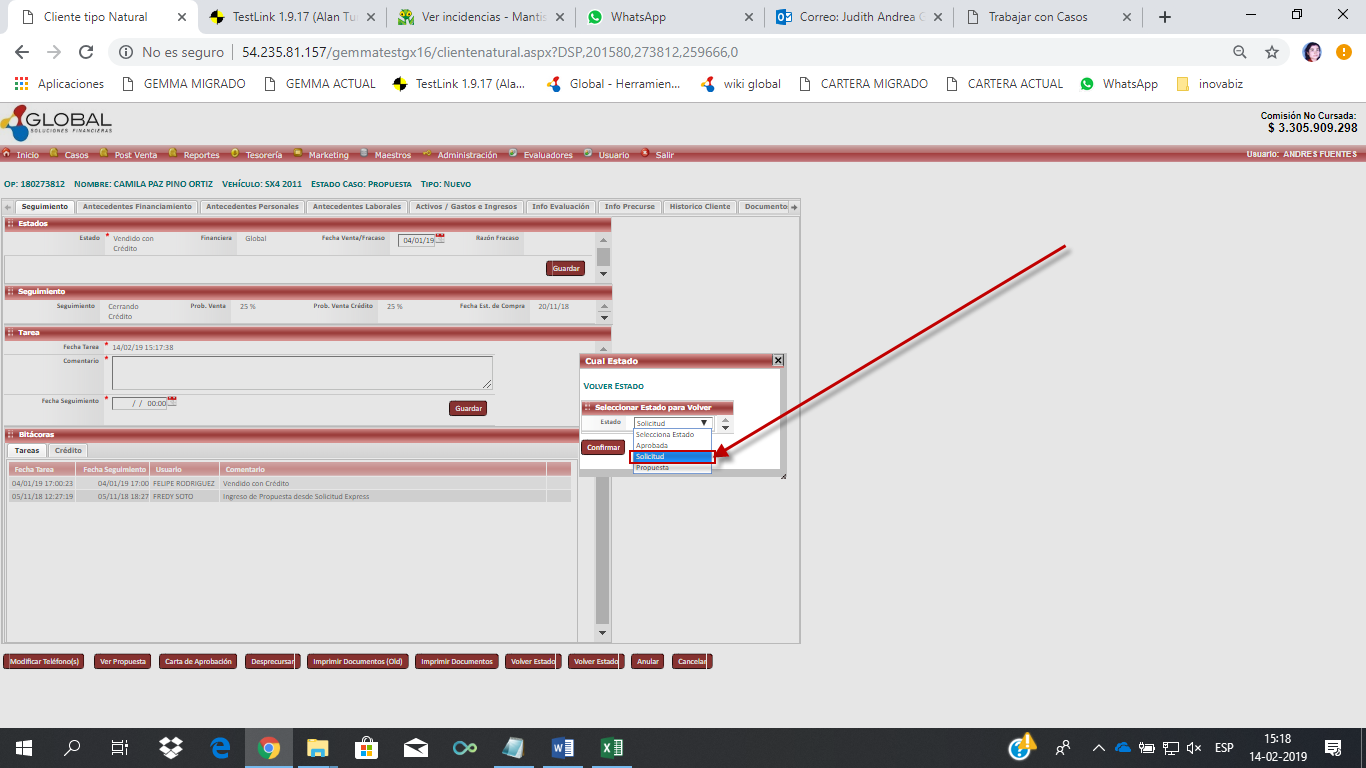 Cliente tipo Natural
TestLink 1.9.17 (Alan Tu
Ver incidencias - Mantis
WhatsApp
Correo: Judith Andrea G
Trabajar con Casos
No es seguro | 54.235.81.157/gemmatestgx16/clientenatural.aspx?DSP,201580,273812,259666,0
Aplicaciones GEMMA MIGRADO GEMMA ACTUAL TestLink 1.9.17 (Ala... Global - Herramien... wiki global CARTERA MIGRADO CARTERA ACTUAL WhatsApp inovabiz
GLOBAL
SOLUCIONES FINANCIERAS
Comisión No Cursada:
$ 3.305.909.298
Inicio Casos Post Venta Reportes Tesorería Marketing Maestros Administración Evaluadores Usuario Salir Usuario: ANDRES FUENTES
Op: 180273812 Nombre: CAMILA PAZ PINO ORTIZ Vehículo: SX4 2011 Estado Caso: Propuesta Tipo: Nuevo
Seguimiento Antecedentes Financiamiento Antecedentes Personales Antecedentes Laborales Activos / Gastos e Ingresos Info Evaluación Info Precurse Historico Cliente Documento
Estados
Estado * Vendido con Crédito Financiera Global Fecha Venta/Fracaso 04/01/19 Razón Fracaso
Guardar
Seguimiento
Seguimiento Cerrando Crédito Prob. Venta 25 % Prob. Venta Crédito 25 % Fecha Est. de Compra 20/11/18
Tarea
Fecha Tarea * 14/02/19 15:17:38
Comentario *
Fecha Seguimiento * / / 00:00
Guardar
Cual Estado
Volver Estado
Seleccionar Estado para Volver
Estado Solicitud
Selecciona Estado
Aprobada
Solicitud
Propuesta
Confirmar
Bitácoras
Tareas Crédito
Fecha Tarea Fecha Seguimiento Usuario Comentario
04/01/19 17:00:23 04/01/19 17:00 FELIPE RODRIGUEZ Vendido con Crédito
05/11/18 12:27:19 05/11/18 18:27 FREDY SOTO Ingreso de Propuesta desde Solicitud Express
Modificar Teléfono(s) Ver Propuesta Carta de Aprobación Desprecursar Imprimir Documentos (Old) Imprimir Documentos Volver Estado Volver Estado Anular Cancelar
ESP
15:18
14-02-2019